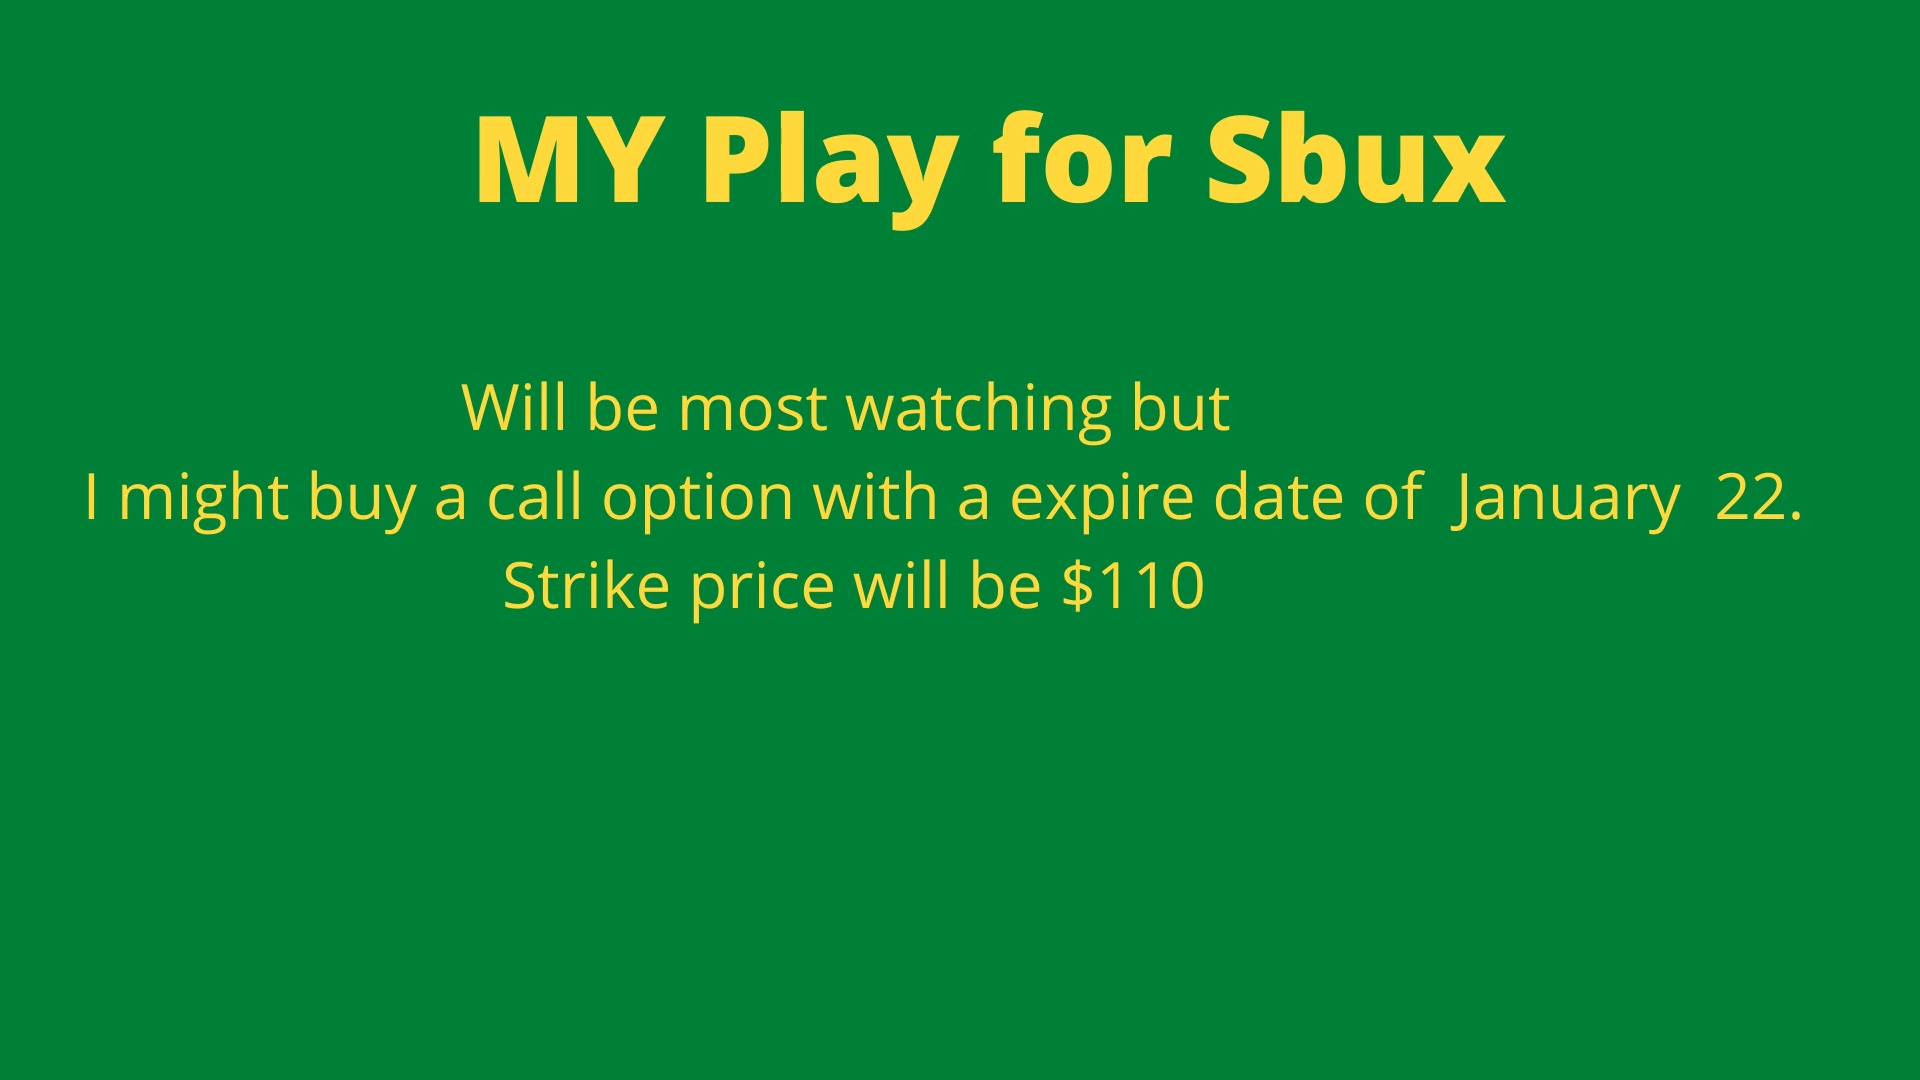 MY Play for Sbux
Will be most watching but
I might buy a call option with a expire date of  January  22.
Strike price will be $110